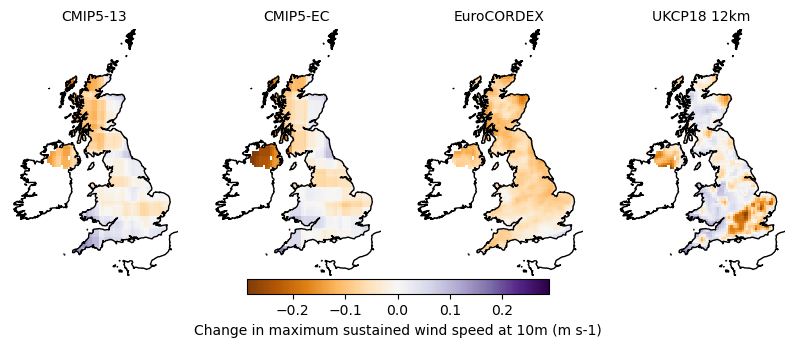 CMIP5-13 CMIP5-EC EuroCORDEX UKCP18 12km
−0.2 −0.1 0.0 0.1 0.2
Change in maximum sustained wind speed at 10m (m s-1)